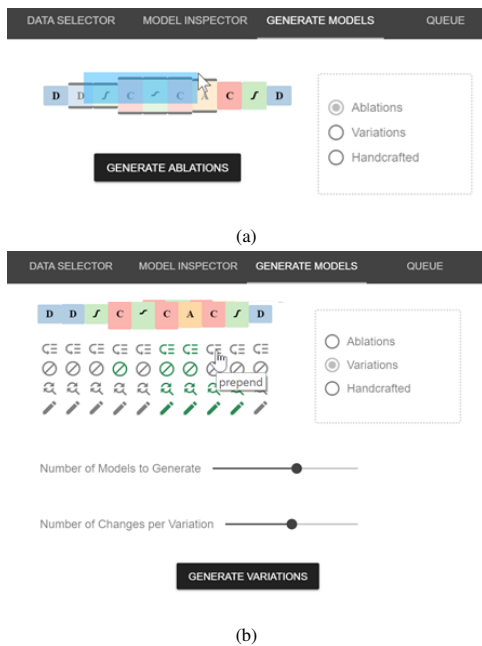 DATA SELECTOR MODEL INSPECTOR GENERATE MODELS QUEUE
D D ʃ C ʃ C A C ʃ D
Ablations
Variations
Handcrafted
GENERATE ABLATIONS
(a)
DATA SELECTOR MODEL INSPECTOR GENERATE MODELS QUEUE
D D ʃ C ʃ C A C ʃ D
Ablations
Variations
Handcrafted
prepend
Number of Models to Generate
Number of Changes per Variation
GENERATE VARIATIONS
(b)